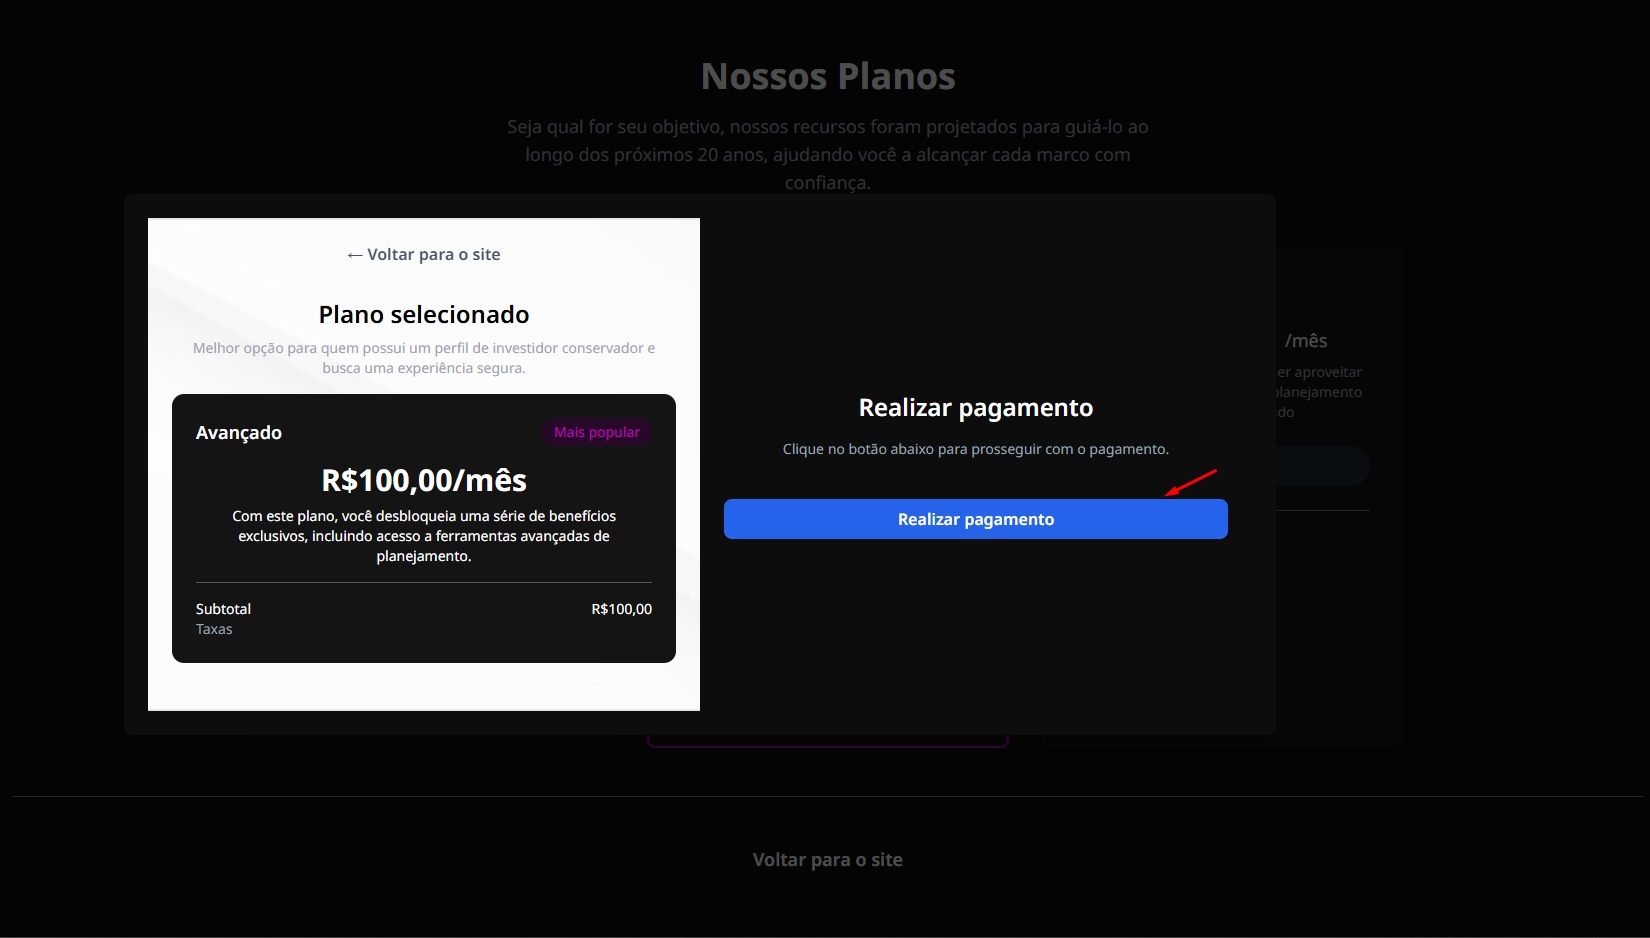 Nossos Planos
Seja qual for seu objetivo, nossos recursos foram projetados para guiá-lo ao
longo dos próximos 20 anos, ajudando você a alcançar cada marco com
confiança.
← Voltar para o site
Plano selecionado
Melhor opção para quem possui um perfil de investidor conservador e
busca uma experiência segura.
Avançado
Mais popular
R$100,00/mês
Com este plano, você desbloqueia uma série de benefícios
exclusivos, incluindo acesso a ferramentas avançadas de
planejamento.
Subtotal
R$100,00
Taxas
Realizar pagamento
Clique no botão abaixo para prosseguir com o pagamento.
Realizar pagamento
/mês
er aproveitar
planejamento
do
Voltar para o site